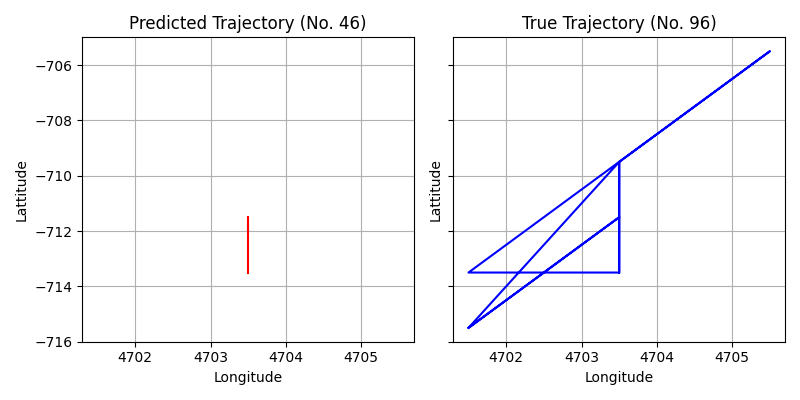 Predicted Trajectory (No. 46)
True Trajectory (No. 96)
−706
−708
−710
−712
−714
−716
Lattitude
Lattitude
4702
4703
4704
4705
4702
4703
4704
4705
Longitude
Longitude